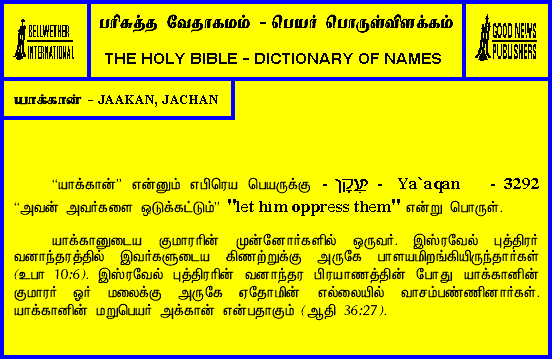 BELLWETHER
INTERNATIONAL
பரிசுத்த வேதாகமம் - பெயர் பொருள்விளக்கம்
THE HOLY BIBLE - DICTIONARY OF NAMES
GOOD NEWS
PUBLISHERS
யாக்கான் - JAAKAN, JACHAN
“யாக்கான்” என்னும் எபிரெய பெயருக்கு - יַעֲקָן - Ya`aqan - 3292
“அவன் அவர்களை ஒடுக்கட்டும்” "let him oppress them" என்று பொருள்.
யாக்கானுடைய குமாரரின் முன்னோர்களில் ஒருவர். இஸ்ரவேல் புத்திரர்
வனாந்தரத்தில் இவர்களுடைய கிணற்றுக்கு அருகே பாளயமிறங்கியிருந்தார்கள்
(உபா 10:6). இஸ்ரவேல் புத்திரரின் வனாந்தர பிரயாணத்தின் போது யாக்கானின்
குமாரர் ஓர் மலைக்கு அருகே ஏதோமின் எல்லையில் வாசம்பண்ணினார்கள்.
யாக்கானின் மறுபெயர் அக்கான் என்பதாகும் (ஆதி 36:27).